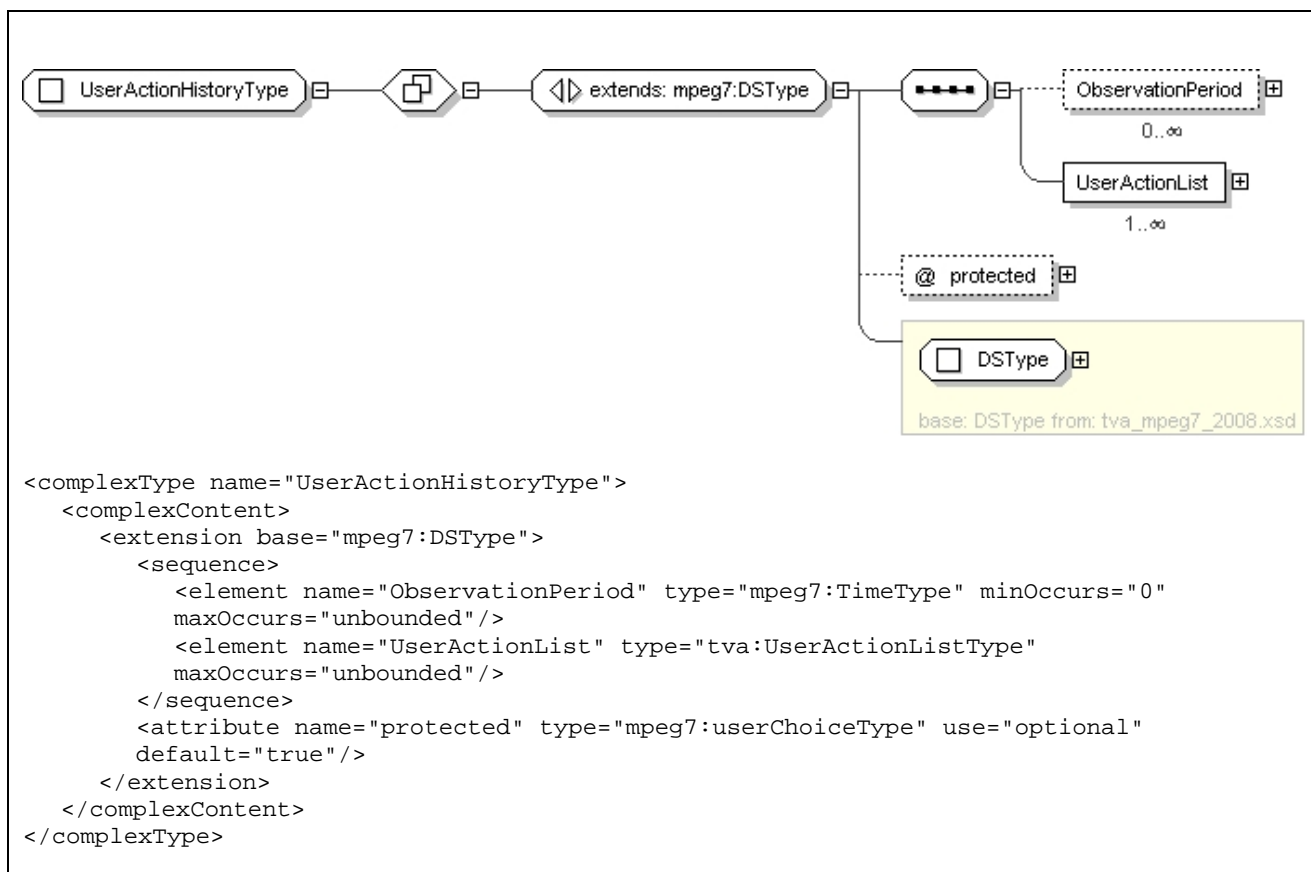 UserActionHistoryType
extends: mpeg7:DSType
ObservationPeriod
0..∞
UserActionList
1..∞
@ protected
DSType
base: DSType from: tva_mpeg7_2008.xsd
<complexType name="UserActionHistoryType">
<complexContent>
<extension base="mpeg7:DSType">
<sequence>
<element name="ObservationPeriod" type="mpeg7:TimeType" minOccurs="0"
maxOccurs="unbounded"/>
<element name="UserActionList" type="tva:UserActionListType"
maxOccurs="unbounded"/>
</sequence>
<attribute name="protected" type="mpeg7:userChoiceType" use="optional"
default="true"/>
</extension>
</complexContent>
</complexType>